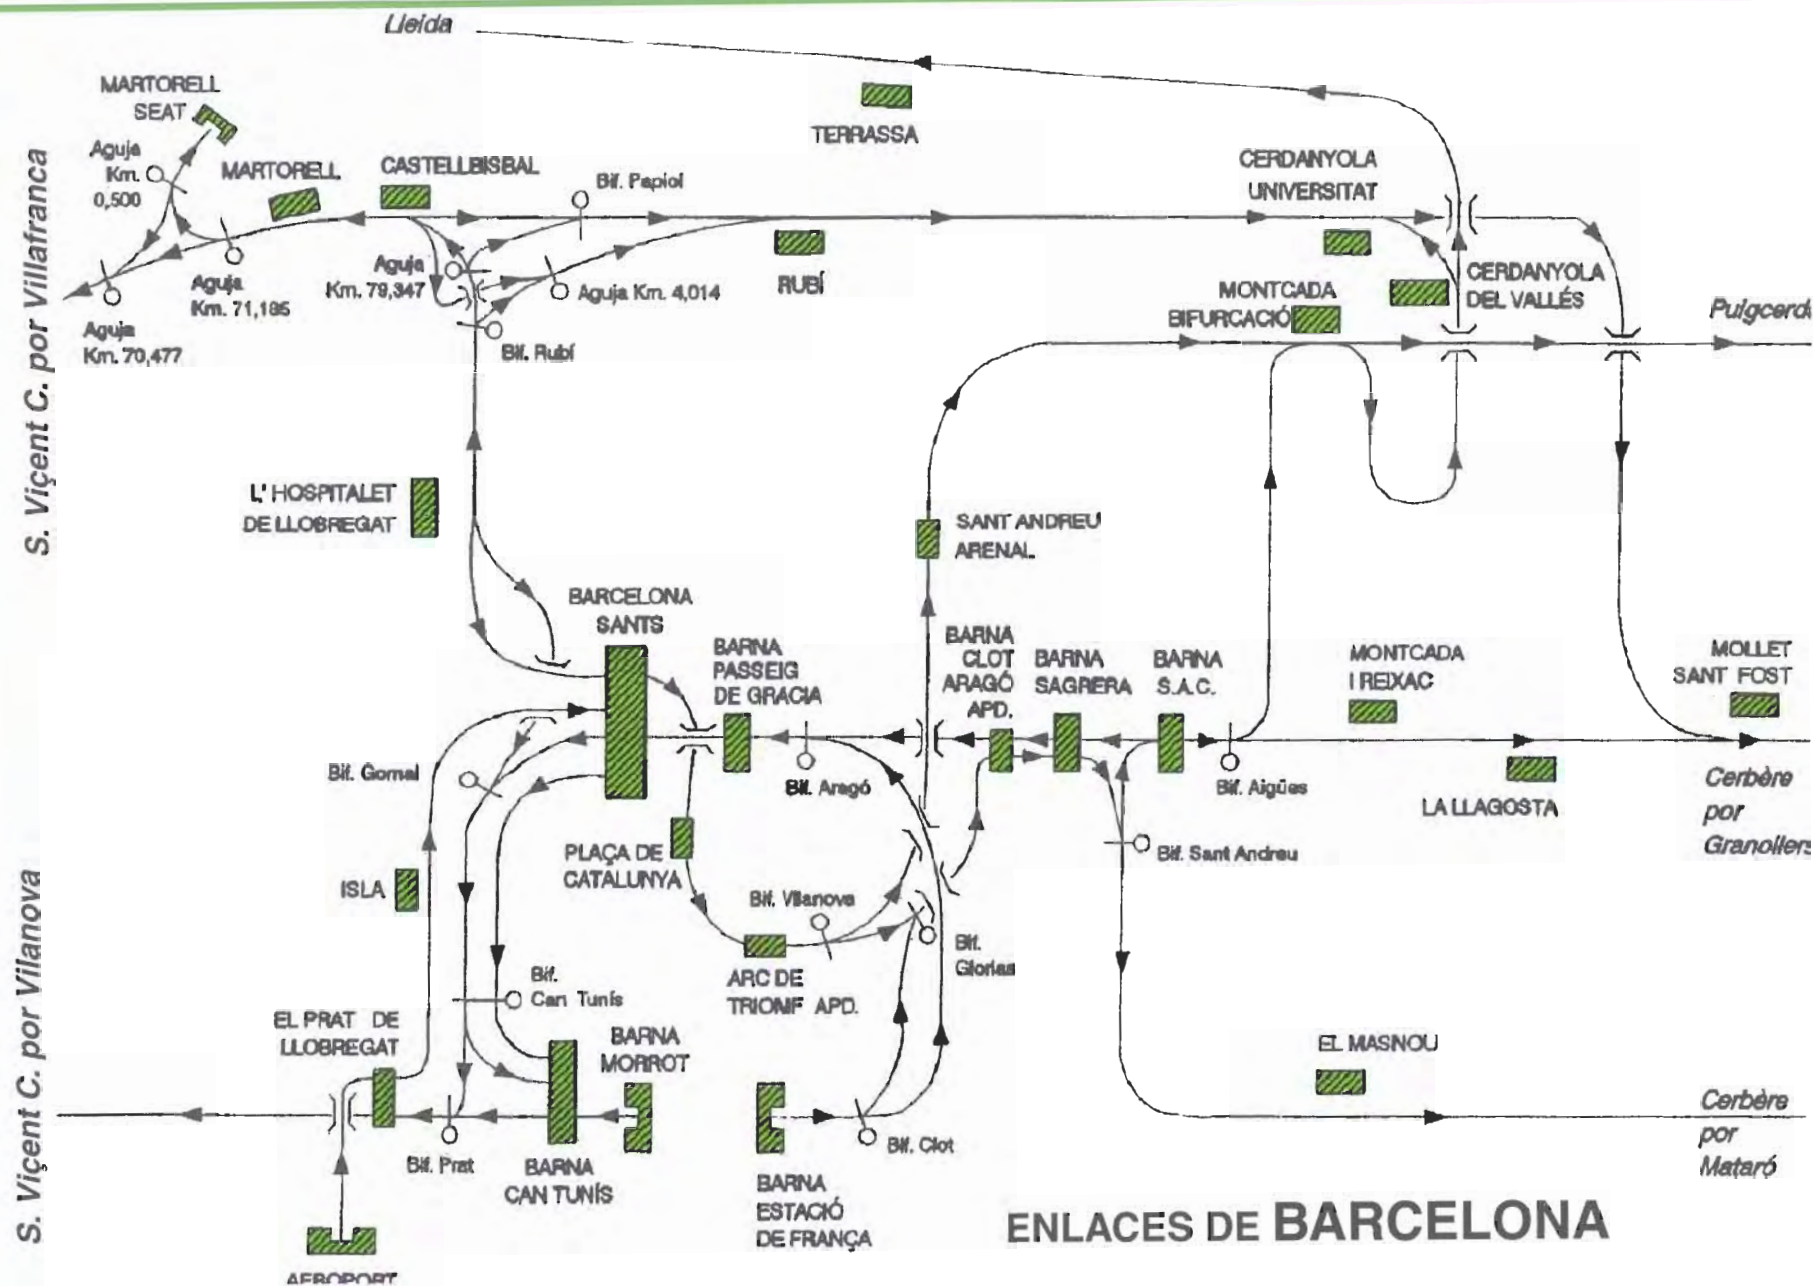 Lleida
MARTORELL
SEAT
Aguja
Km.
0,500
MARTORELL
CASTELLBISBAL
Bif. Papiol
TERRASSA
CERDANYOLA
UNIVERSITAT
S. Viçent C. por Villafranca
Aguja
Km. 71,185
Aguja
Km. 70,477
Aguja
Km. 79,347
Aguja Km. 4,014
Bif. Rubí
RUBÍ
MONTCADA
BIFURCACIÓ
CERDANYOLA
DEL VALLÉS
Puigcerd
L'HOSPITALET
DE LLOBREGAT
SANT ANDREU
ARENAL
BARCELONA
SANTS
BARNA
PASSEIG
DE GRACIA
BARNA
CLOT
ARAGÓ
APD.
BARNA
SAGRERA
BARNA
S.A.C.
MONTCADA
I REIXAC
MOLLET
SANT FOST
Bif. Gornal
Bif. Aragó
Bif. Aigües
LA LLAGOSTA
Cerbère
por
Granollers
PLAÇA DE
CATALUNYA
Bif. Sant Andreu
ISLA
Bif. Vilanova
Bif.
Glorias
ARC DE
TRIOMF APD.
Bif.
Can Tunís
S. Viçent C. por Vilanova
EL PRAT DE
LLOBREGAT
BARNA
MORROT
EL MASNOU
Bif. Prat
BARNA
CAN TUNÍS
Bif. Clot
BARNA
ESTACIÓ
DE FRANÇA
Cerbère
por
Mataró
AEROPORT
ENLACES DE BARCELONA